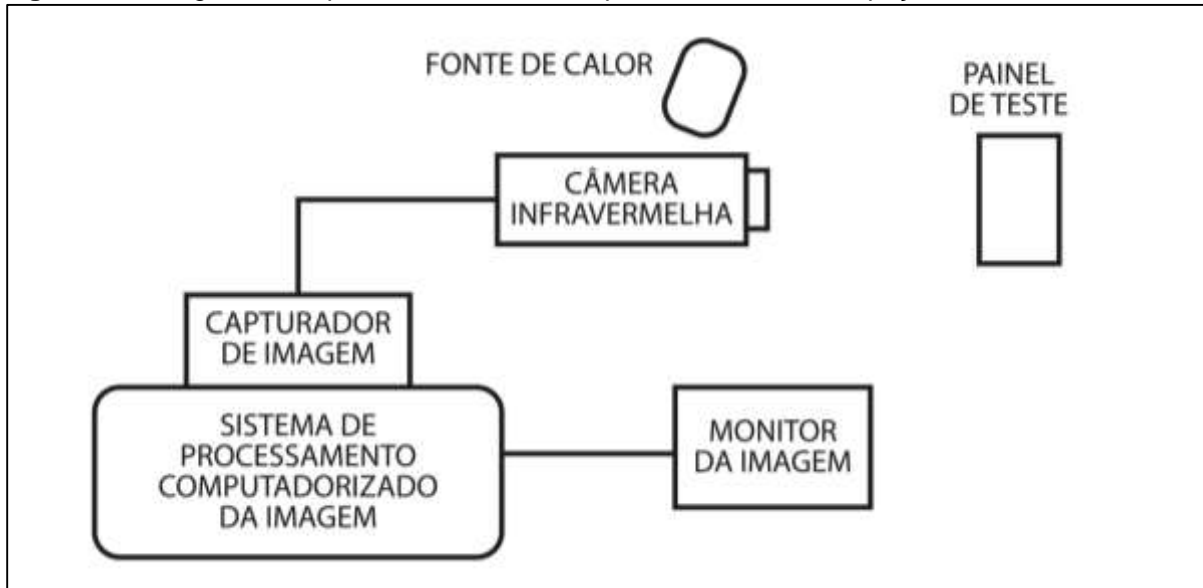 FONTE DE CALOR
PAINEL
DE TESTE
CÂMERA
INFRAVERMELHA
CAPTURADOR
DE IMAGEM
SISTEMA DE
PROCESSAMENTO
COMPUTADORIZADO
DA IMAGEM
MONITOR
DA IMAGEM